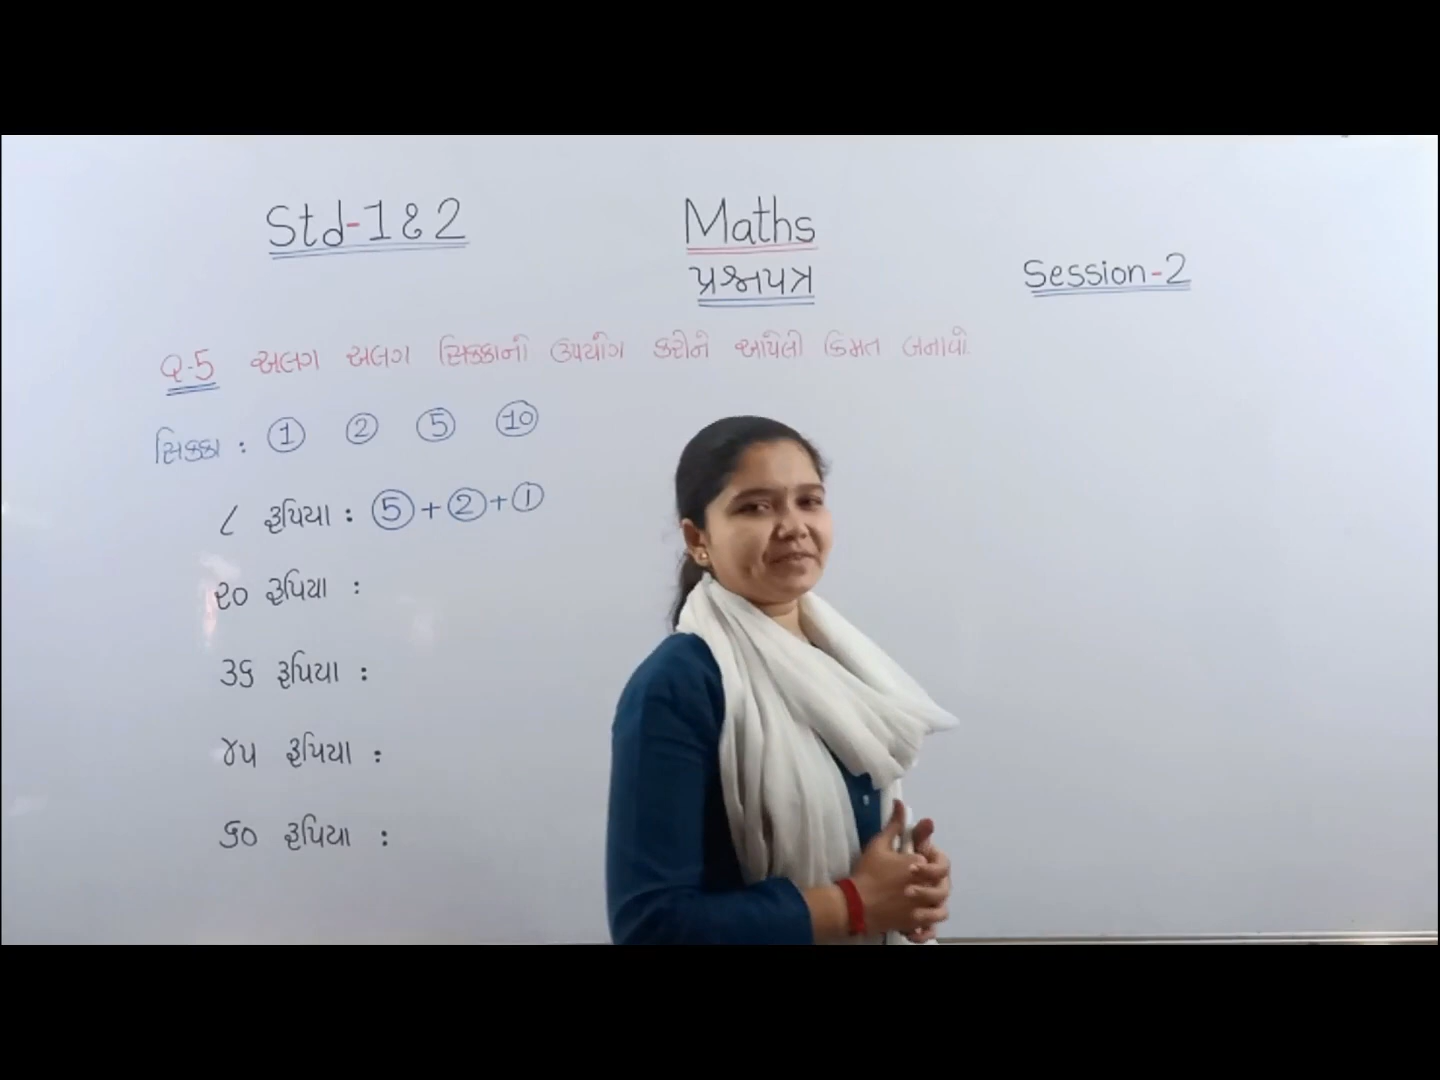 Std-1&2
Maths
પ્રશ્નપત્ર
Session-2
Q-5 અલગ અલગ સિક્કાનો ઉપયોગ કરીને આપેલી કિંમત બનાવો.
સિક્કા : 1 2 5 10
૮ રૂપિયા : 5 + 2 + 1
૨૦ રૂપિયા :
૩૬ રૂપિયા :
૪૫ રૂપિયા :
૬૦ રૂપિયા :